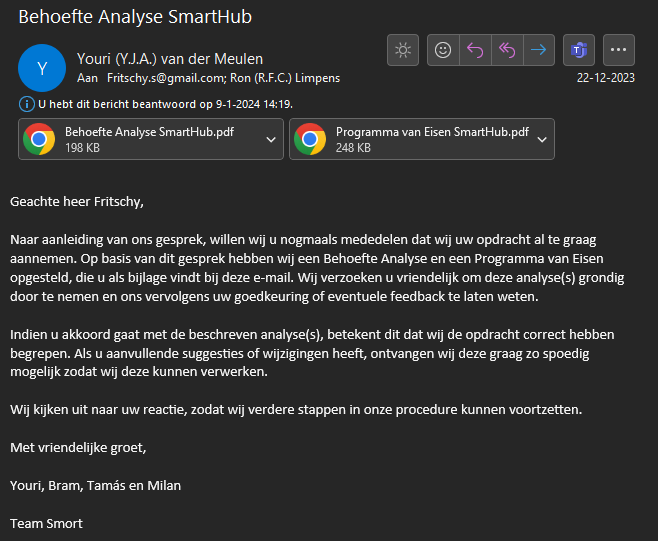 Behoefte Analyse SmartHub
Y
Youri (Y.J.A.) van der Meulen
Aan Fritschy.s@gmail.com; Ron (R.F.C.) Limpens
22-12-2023
U hebt dit bericht beantwoord op 9-1-2024 14:19.
Behoefte Analyse SmartHub.pdf
198 KB
Programma van Eisen SmartHub.pdf
248 KB
Geachte heer Fritschy,
Naar aanleiding van ons gesprek, willen wij u nogmaals mededelen dat wij uw opdracht al te graag
aannemen. Op basis van dit gesprek hebben wij een Behoefte Analyse en een Programma van Eisen
opgesteld, die u als bijlage vindt bij deze e-mail. Wij verzoeken u vriendelijk om deze analyse(s) grondig
door te nemen en ons vervolgens uw goedkeuring of eventuele feedback te laten weten.
Indien u akkoord gaat met de beschreven analyse(s), betekent dit dat wij de opdracht correct hebben
begrepen. Als u aanvullende suggesties of wijzigingen heeft, ontvangen wij deze graag zo spoedig
mogelijk zodat wij deze kunnen verwerken.
Wij kijken uit naar uw reactie, zodat wij verdere stappen in onze procedure kunnen voortzetten.
Met vriendelijke groet,
Youri, Bram, Tamás en Milan
Team Smort